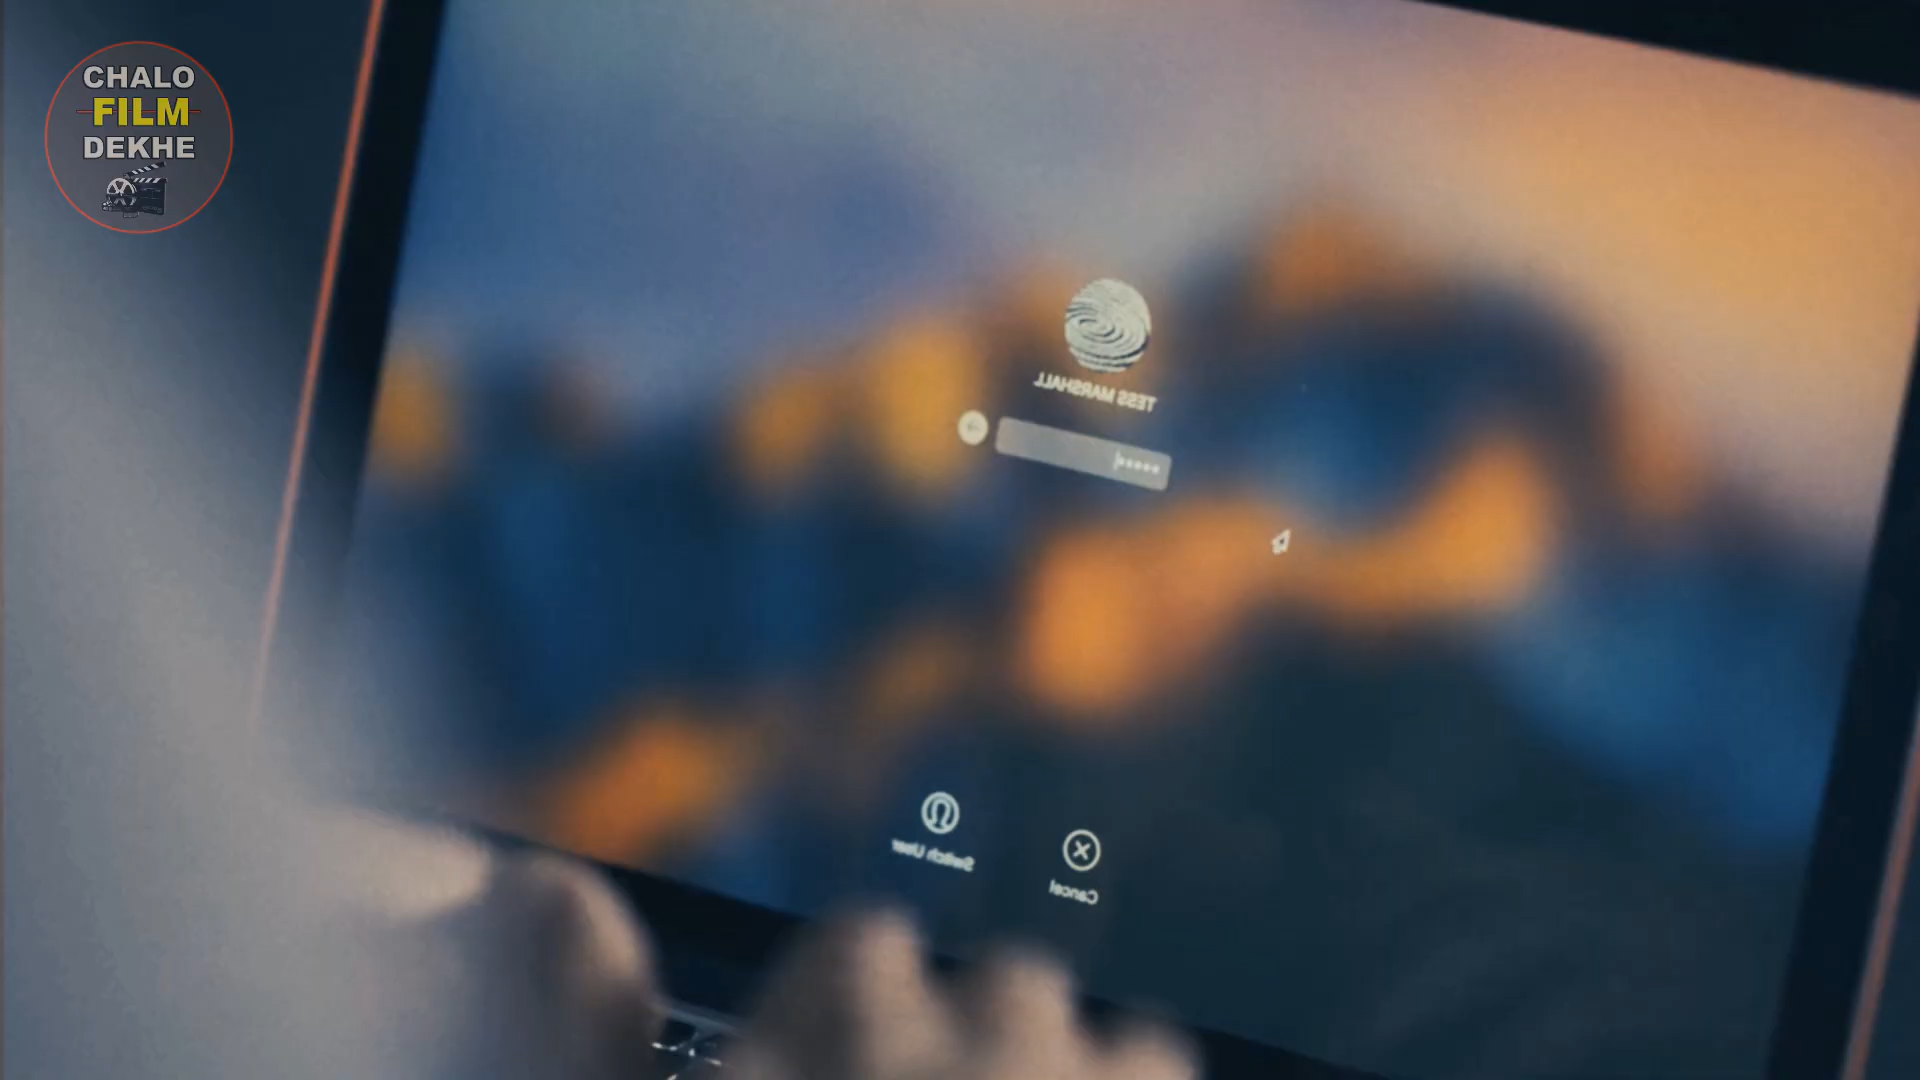 CHALO
FILM
DEKHE
TESS MARSHALL
Switch User
Cancel